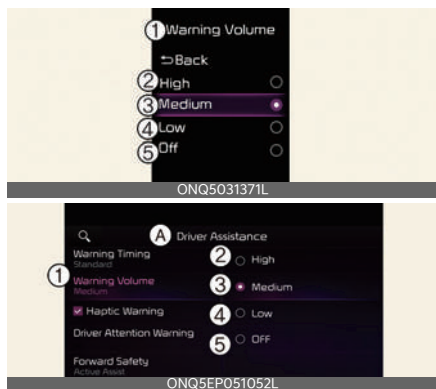 ① Warning Volume
Back
② High
③ Medium
④ Low
⑤ Off
ONQ5031371L
Ⓐ Driver Assistance
Warning Timing
Standard
② High
① Warning Volume
Medium
③ Medium
Haptic Warning
④ Low
Driver Attention Warning
⑤ OFF
Forward Safety
Active Assist
ONQ5EP051052L